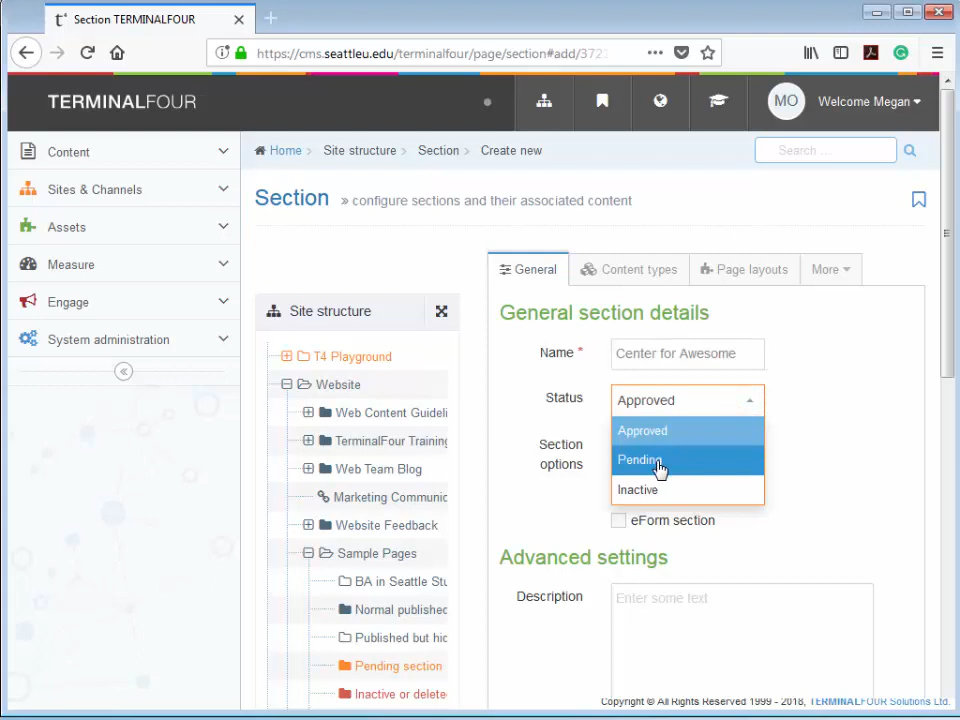 Section TERMINALFOUR
https://cms.seattleu.edu/terminalfour/page/section#add/372
TERMINALFOUR
MO
Welcome Megan
Content
Sites & Channels
Assets
Measure
Engage
System administration
Home > Site structure > Section > Create new
Search ...
Section » configure sections and their associated content
General
Content types
Page layouts
More
Site structure
T4 Playground
Website
Web Content Guideli
TerminalFour Training
Web Team Blog
Marketing Communic
Website Feedback
Sample Pages
BA in Seattle Stu
Normal published
Published but hid
Pending section
Inactive or delete
General section details
Name *
Center for Awesome
Status
Approved
Approved
Pending
Inactive
Section
options
eForm section
Advanced settings
Description
Enter some text
Copyright © All Rights Reserved 1999 - 2018, TERMINALFOUR Solutions Ltd.